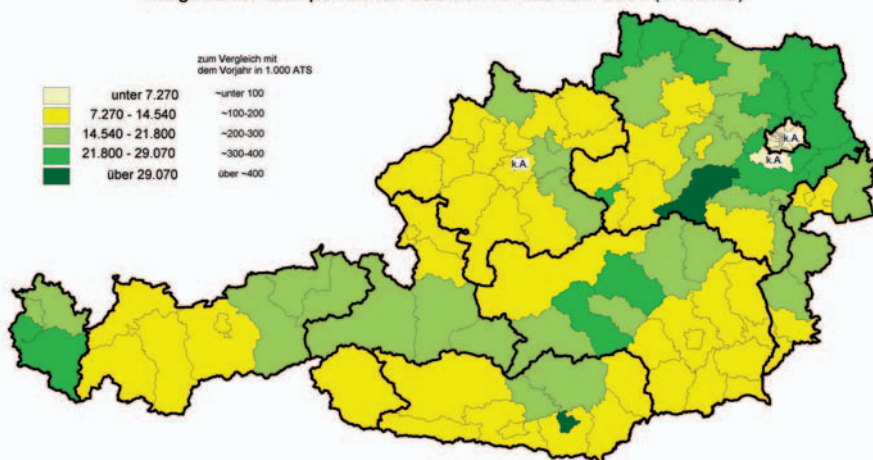 zum Vergleich mit
dem Vorjahr in 1.000 ATS
unter 7.270 ~unter 100
7.270 - 14.540 ~100-200
14.540 - 21.800 ~200-300
21.800 - 29.070 ~300-400
über 29.070 über ~400
k.A.
k.A.
k.A.